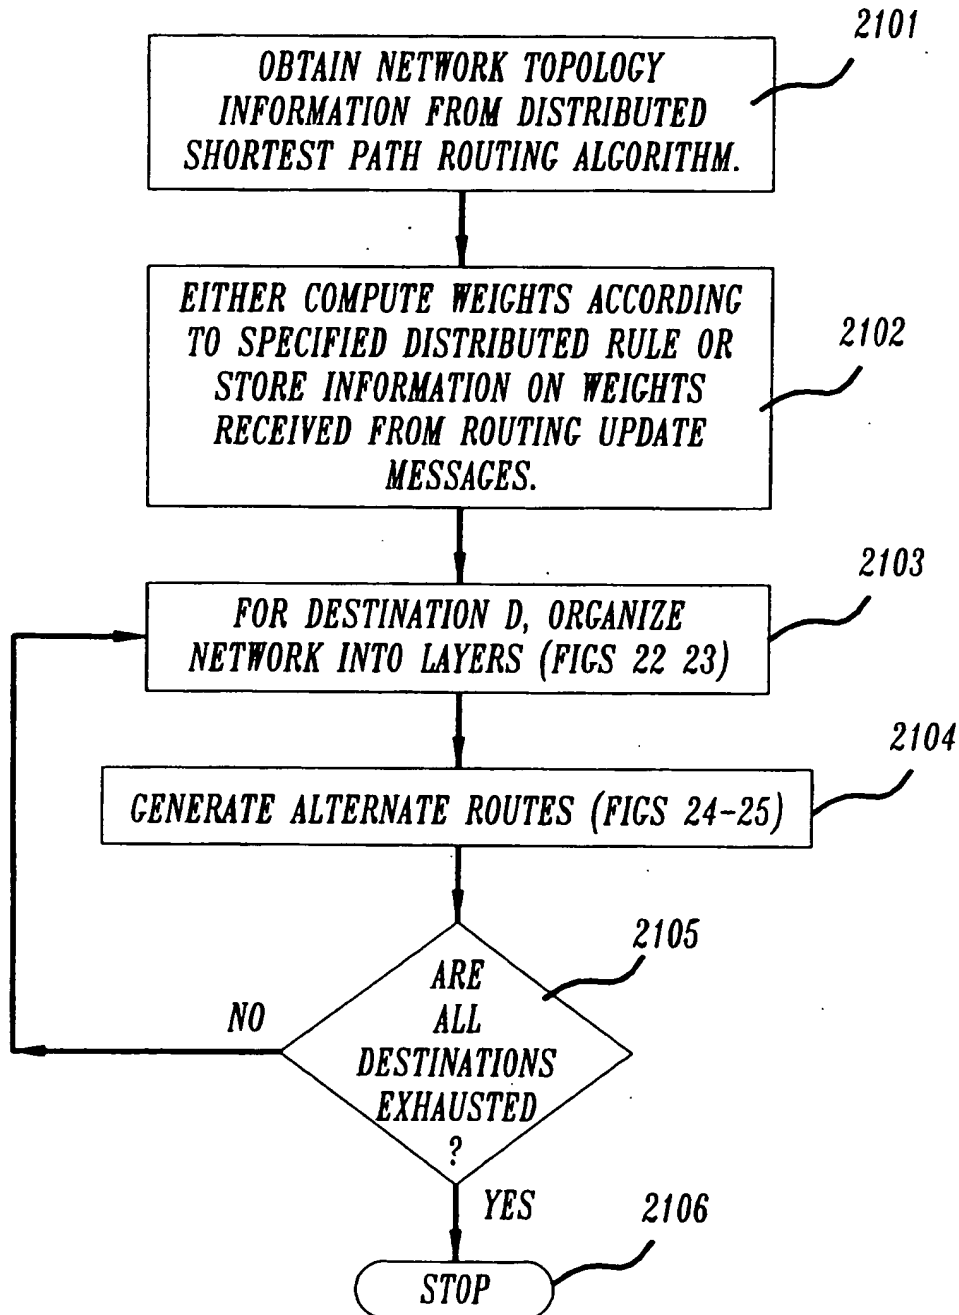 2101
OBTAIN NETWORK TOPOLOGY
INFORMATION FROM DISTRIBUTED
SHORTEST PATH ROUTING ALGORITHM.
EITHER COMPUTE WEIGHTS ACCORDING
TO SPECIFIED DISTRIBUTED RULE OR
STORE INFORMATION ON WEIGHTS
RECEIVED FROM ROUTING UPDATE
MESSAGES.
2102
2103
FOR DESTINATION D, ORGANIZE
NETWORK INTO LAYERS (FIGS 22 23)
2104
GENERATE ALTERNATE ROUTES (FIGS 24-25)
2105
ARE
ALL
DESTINATIONS
EXHAUSTED
?
NO
YES
2106
STOP